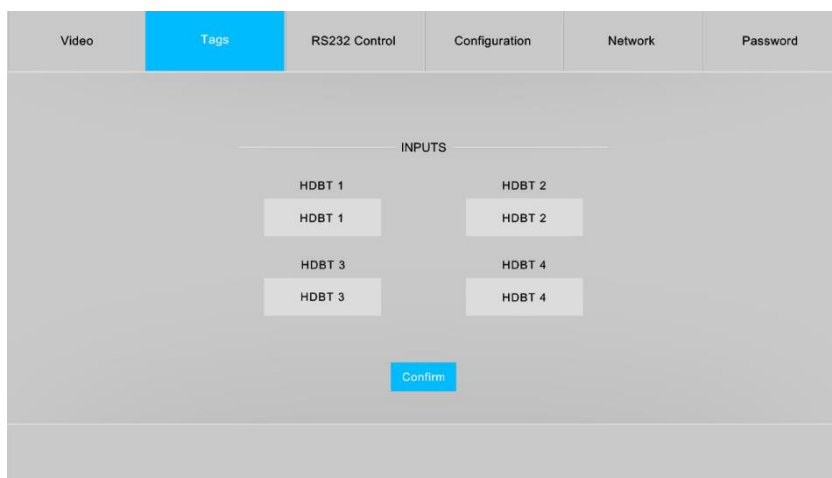 Video Tags RS232 Control Configuration Network Password
INPUTS
HDBT 1 HDBT 2
HDBT 1 HDBT 2
HDBT 3 HDBT 4
HDBT 3 HDBT 4
Confirm